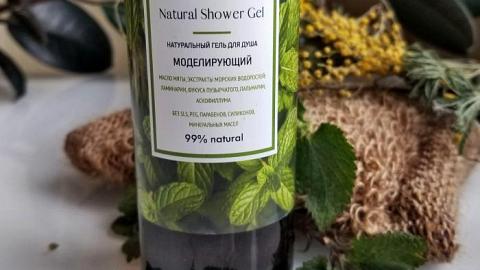 Natural Shower Gel
НАТУРАЛЬНЫЙ ГЕЛЬ ДЛЯ ДУША
МОДЕЛИРУЮЩИЙ
МАСЛО МЯТЫ, ЭКСТРАКТЫ МОРСКИХ ВОДОРОСЛЕЙ:
ЛАМИНАРИИ, ФУКУСА ПУЗЫРЧАТОГО, ПАЛЬМАРИИ,
АСКОФИЛЛУМА
БЕЗ SLS, PEG, ПАРАБЕНОВ, СИЛИКОНОВ,
МИНЕРАЛЬНЫХ МАСЕЛ
99% natural